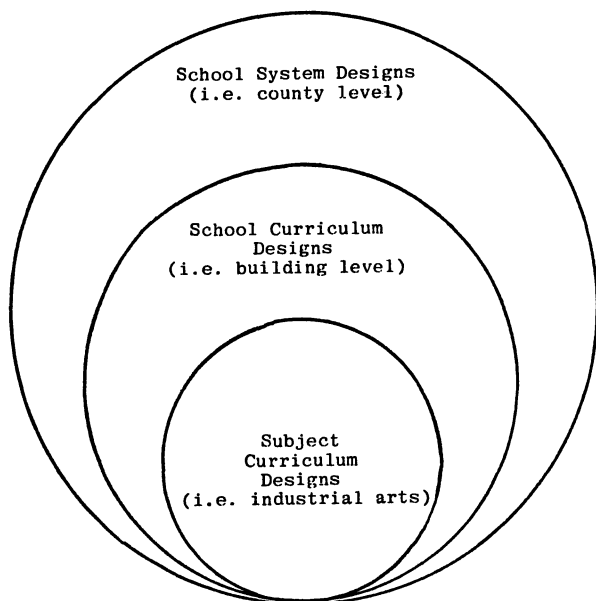 School System Designs
(i.e. county level)
School Curriculum
Designs
(i.e. building level)
Subject
Curriculum
Designs
(i.e. industrial arts)